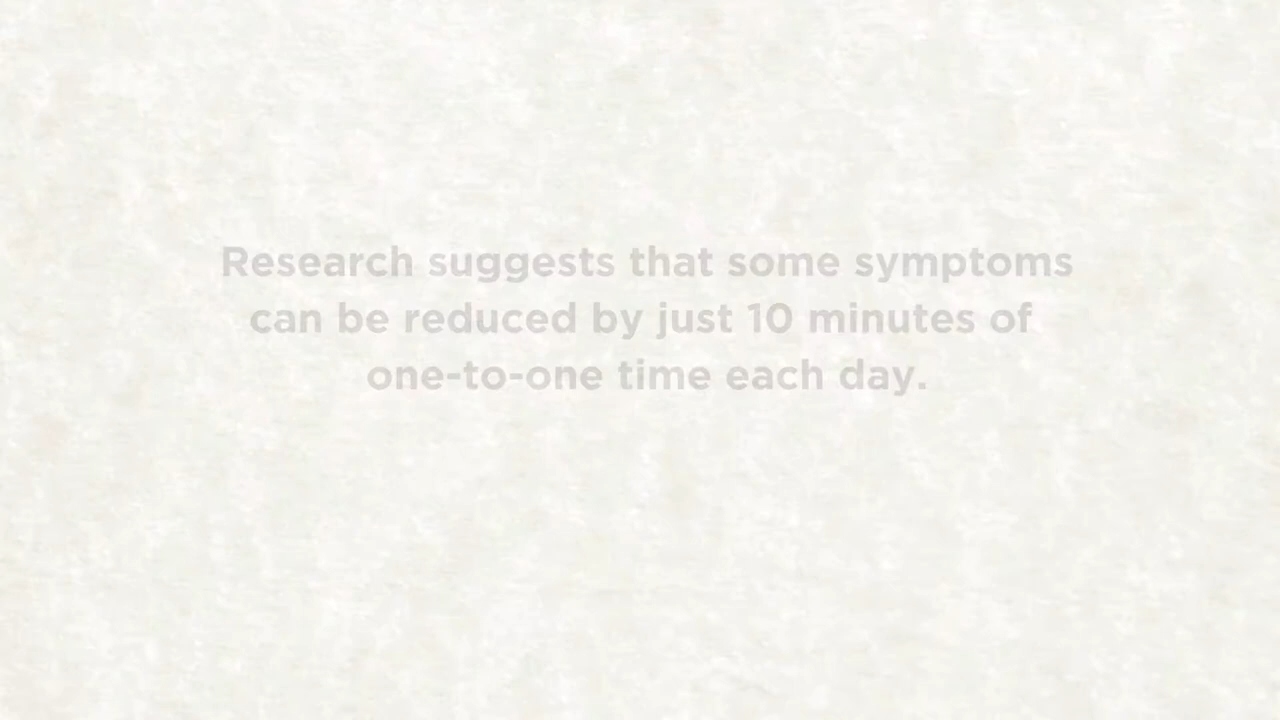 Research suggests that some symptoms
can be reduced by just 10 minutes of
one-to-one time each day.